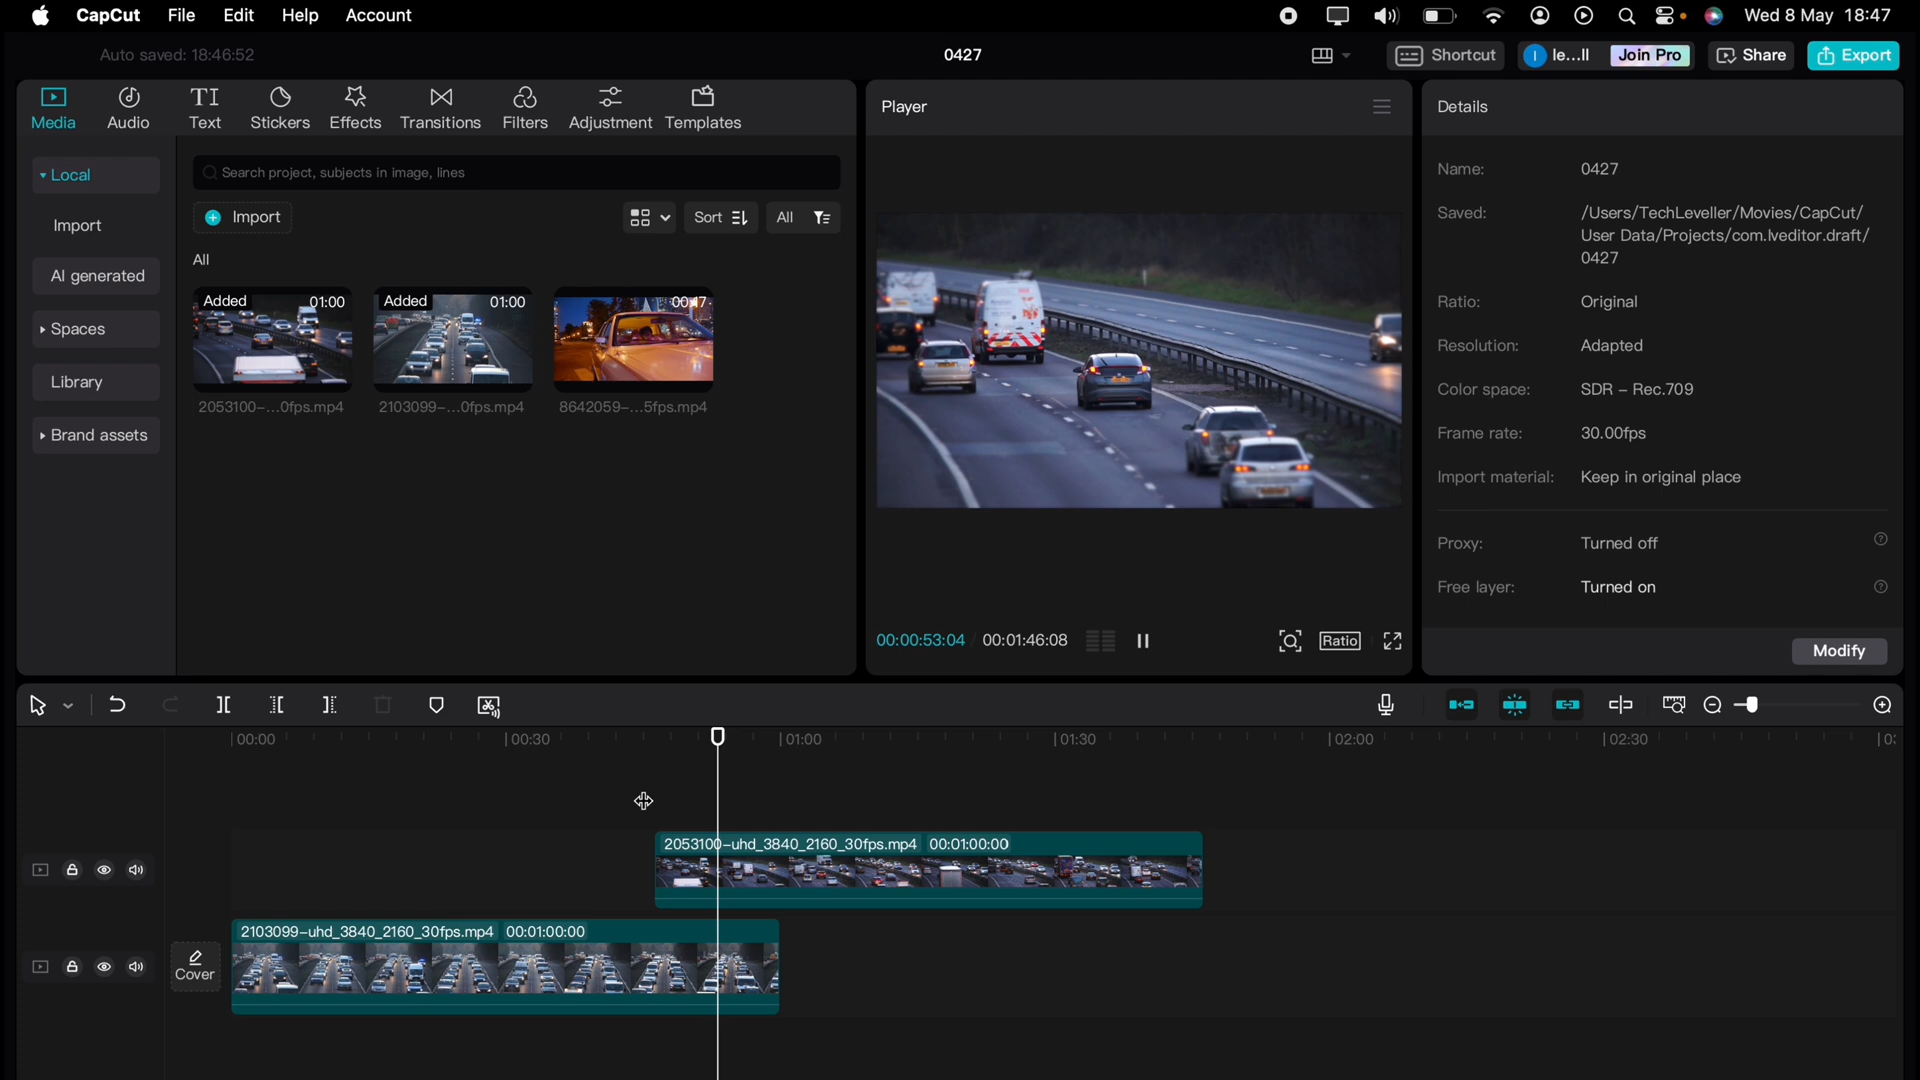 CapCut File Edit Help Account Wed 8 May 18:47
Auto saved: 18:46:52 0427 Shortcut I le...ll Join Pro Share Export
Media Audio Text Stickers Effects Transitions Filters Adjustment Templates
Local
Import
AI generated
Spaces
Library
Brand assets
Search project, subjects in image, lines
Import Sort All
All
Added 01:00 Added 01:00 00:17
2053100-...0fps.mp4 2103099-...0fps.mp4 8642059-...5fps.mp4
Player
00:00:53:04 / 00:01:46:08 Ratio
Details
Name: 0427
Saved: /Users/TechLeveller/Movies/CapCut/
User Data/Projects/com.lveditor.draft/
0427
Ratio: Original
Resolution: Adapted
Color space: SDR – Rec.709
Frame rate: 30.00fps
Import material: Keep in original place
Proxy: Turned off
Free layer: Turned on
Modify
00:00 00:30 01:00 01:30 02:00 02:30
2053100-uhd_3840_2160_30fps.mp4 00:01:00:00
2103099-uhd_3840_2160_30fps.mp4 00:01:00:00
Cover